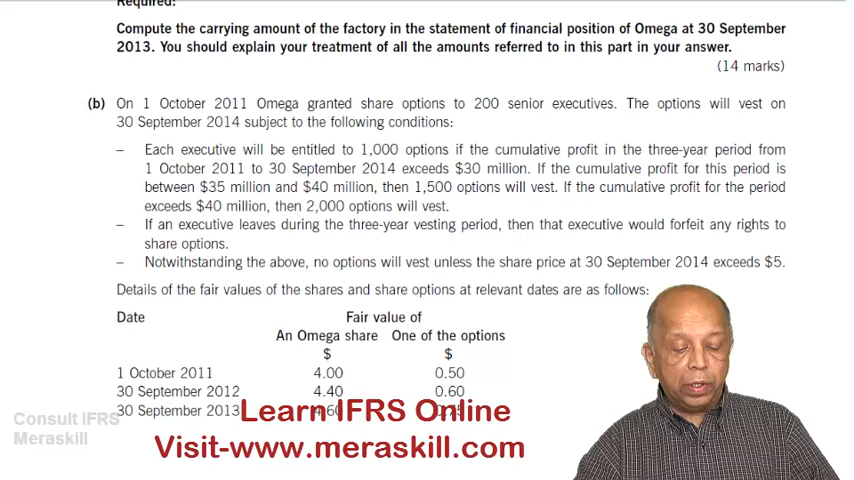 Required:
Compute the carrying amount of the factory in the statement of financial position of Omega at 30 September
2013. You should explain your treatment of all the amounts referred to in this part in your answer.
(14 marks)
(b) On 1 October 2011 Omega granted share options to 200 senior executives. The options will vest on
30 September 2014 subject to the following conditions:
– Each executive will be entitled to 1,000 options if the cumulative profit in the three-year period from
1 October 2011 to 30 September 2014 exceeds $30 million. If the cumulative profit for this period is
between $35 million and $40 million, then 1,500 options will vest. If the cumulative profit for the period
exceeds $40 million, then 2,000 options will vest.
– If an executive leaves during the three-year vesting period, then that executive would forfeit any rights to
share options.
– Notwithstanding the above, no options will vest unless the share price at 30 September 2014 exceeds $5.
Details of the fair values of the shares and share options at relevant dates are as follows:
Date Fair value of
An Omega share One of the options
$ $
1 October 2011 4.00 0.50
30 September 2012 4.40 0.60
30 September 2013
Learn IFRS Online
Visit-www.meraskill.com
Consult IFRS
Meraskill